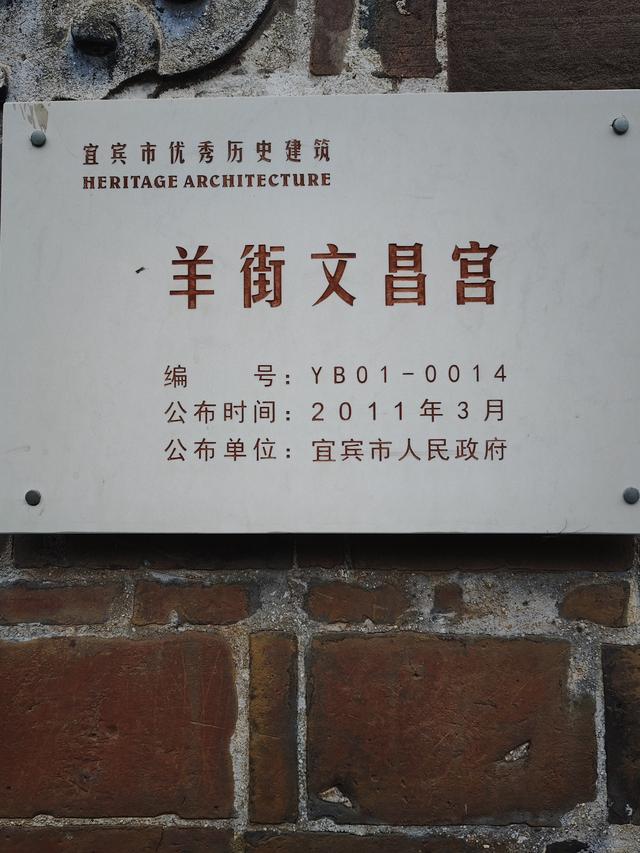 宜宾市优秀历史建筑
HERITAGE ARCHITECTURE
羊街文昌宫
编 号：YB01-0014
公布时间：2011年3月
公布单位：宜宾市人民政府